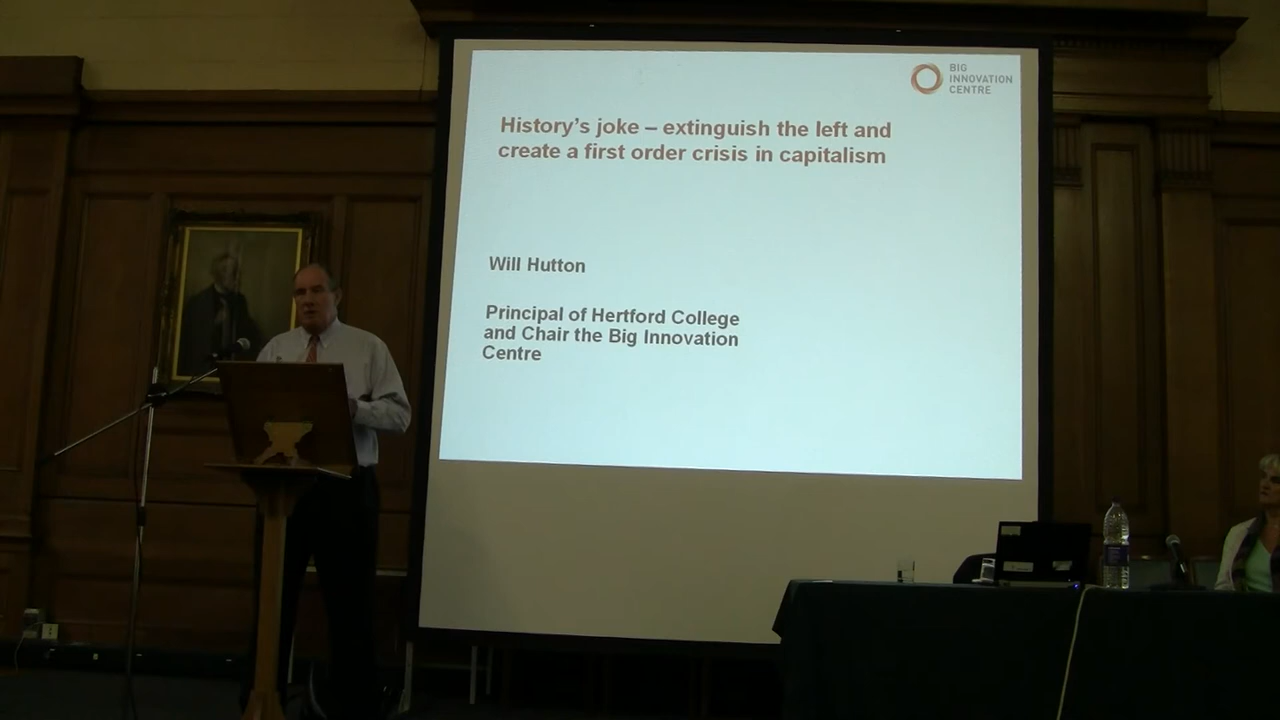 BIG
INNOVATION
CENTRE
History's joke – extinguish the left and
create a first order crisis in capitalism
Will Hutton
Principal of Hertford College
and Chair the Big Innovation
Centre